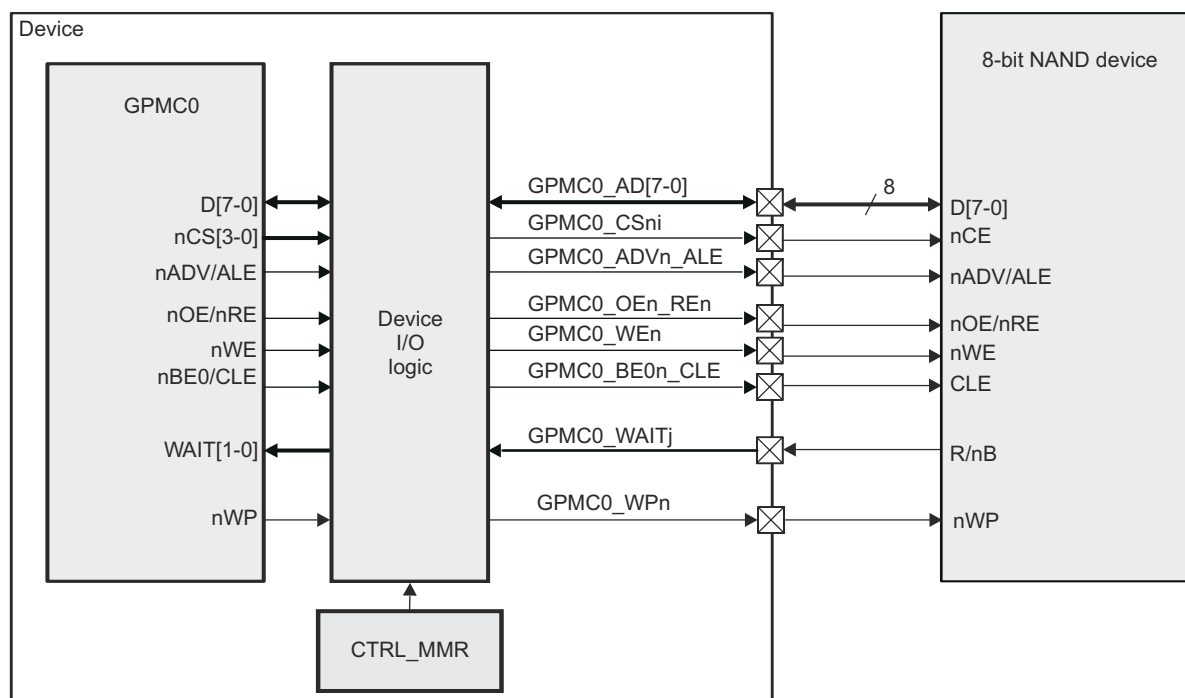 Device
GPMC0
D[7-0]
nCS[3-0]
nADV/ALE
nOE/nRE
nWE
nBE0/CLE
WAIT[1-0]
nWP
Device
I/O
logic
CTRL_MMR
GPMC0_AD[7-0]
GPMC0_CSni
GPMC0_ADVn_ALE
GPMC0_OEn_REn
GPMC0_WEn
GPMC0_BE0n_CLE
GPMC0_WAITj
GPMC0_WPn
8
8-bit NAND device
D[7-0]
nCE
nADV/ALE
nOE/nRE
nWE
CLE
R/nB
nWP